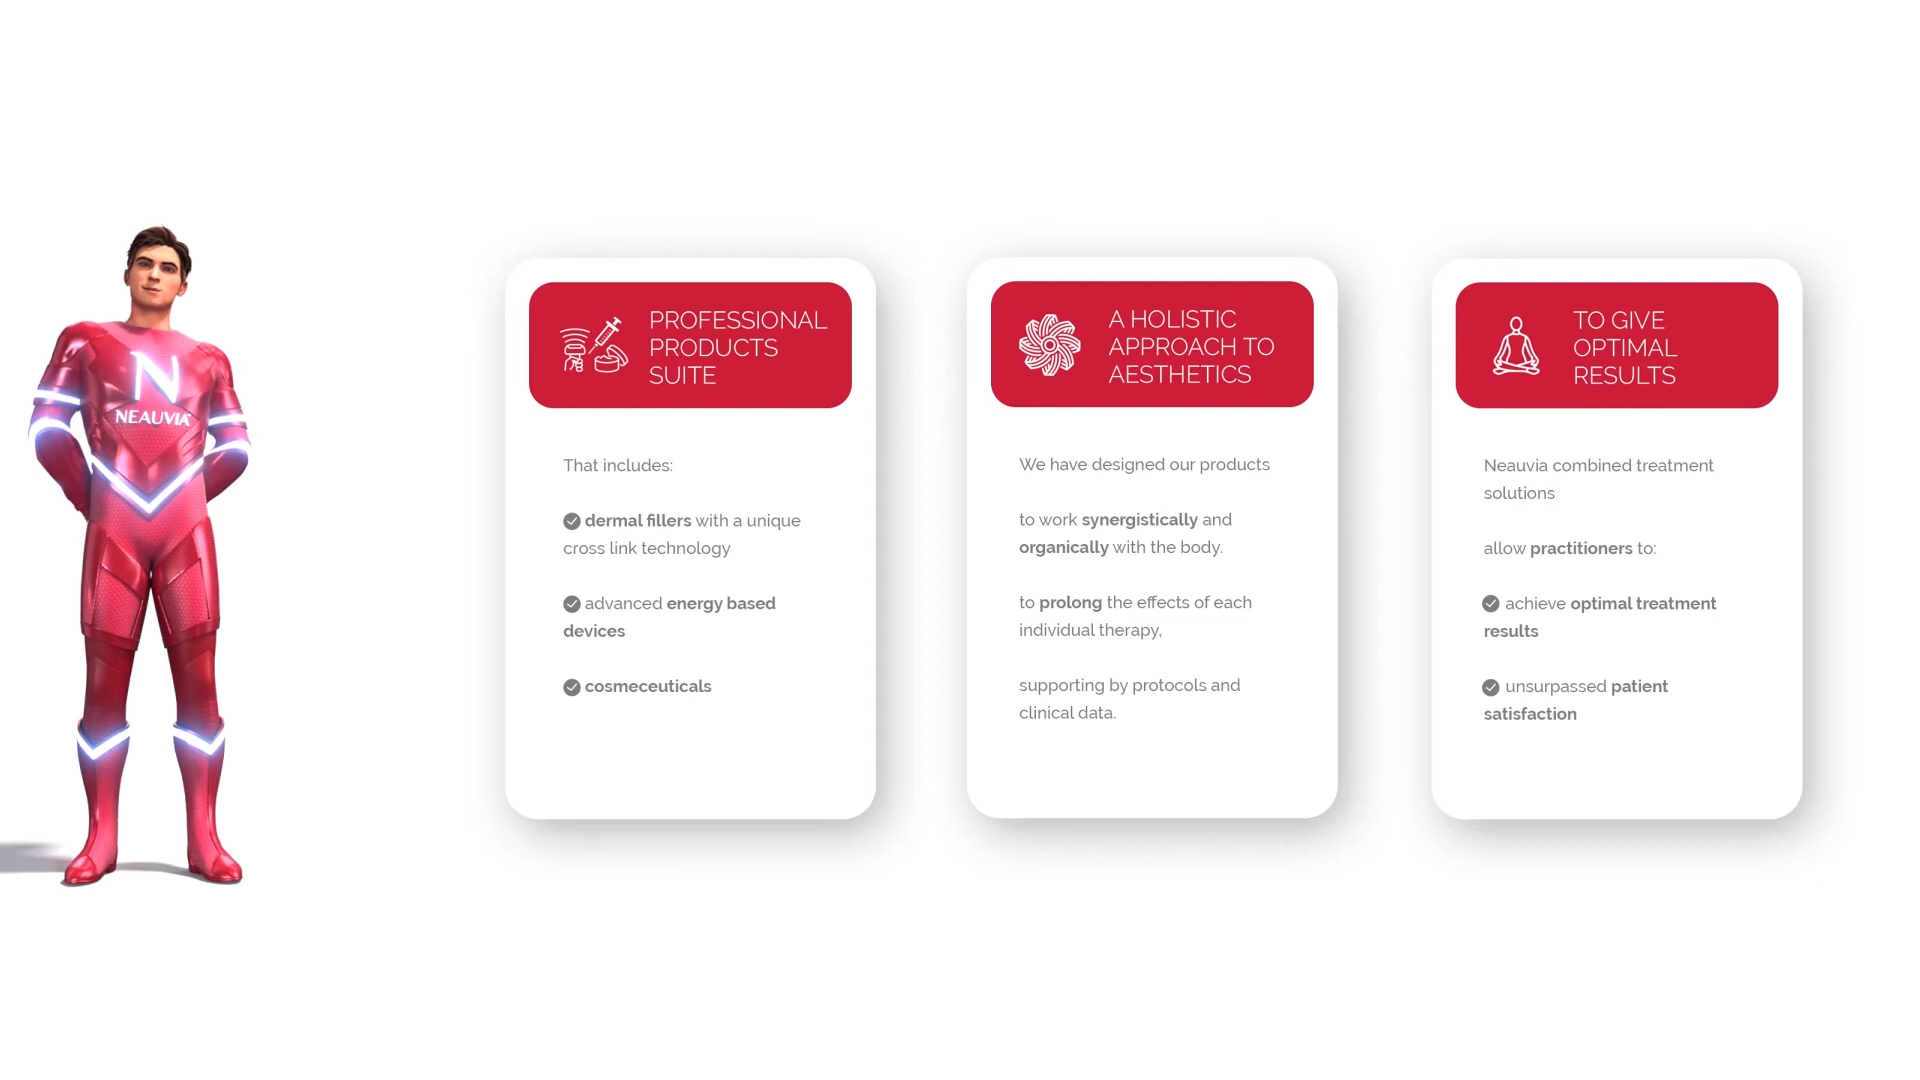 N
NEAUVIA
PROFESSIONAL
PRODUCTS
SUITE
That includes:
dermal fillers with a unique
cross link technology
advanced energy based
devices
cosmeceuticals
A HOLISTIC
APPROACH TO
AESTHETICS
We have designed our products
to work synergistically and
organically with the body.
to prolong the effects of each
individual therapy,
supporting by protocols and
clinical data.
TO GIVE
OPTIMAL
RESULTS
Neauvia combined treatment
solutions
allow practitioners to:
achieve optimal treatment
results
unsurpassed patient
satisfaction